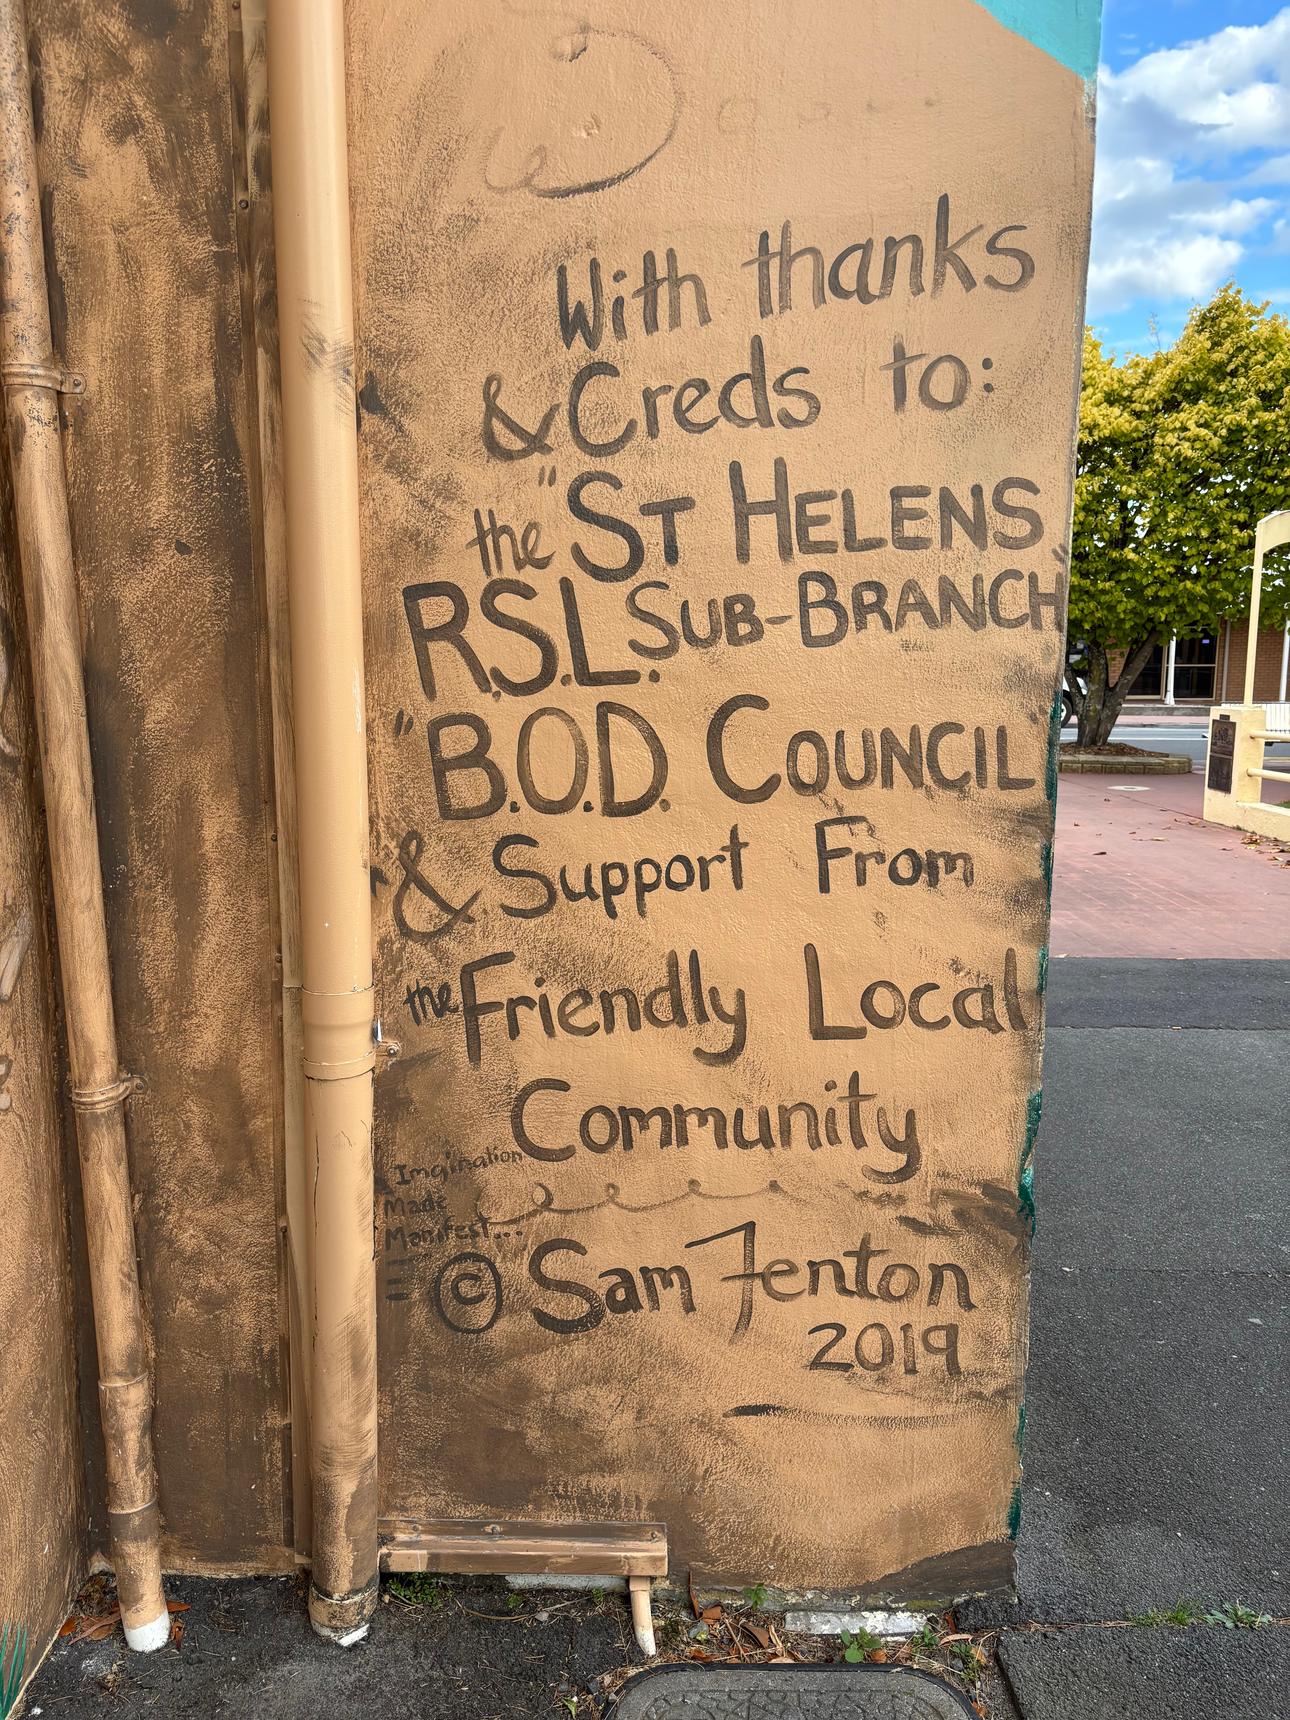 With thanks
& Creds to:
the "ST HELENS
R.S.L. SUB-BRANCH"
"B.O.D. COUNCIL"
& Support From
the Friendly Local
Community
Imgination
Made
Manifest...
= © Sam Fenton
2019